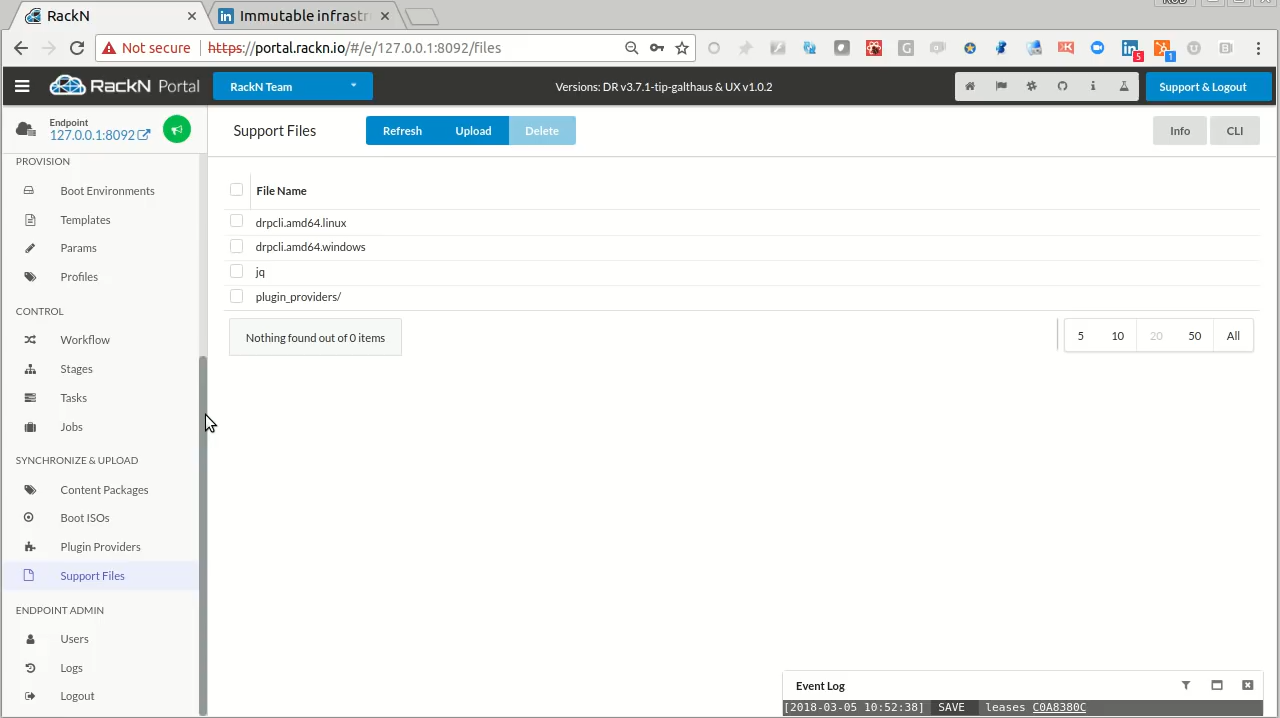 RackN
Immutable infrastr
Not secure
https://portal.rackn.io/#/e/127.0.0.1:8092/files
5
1
RackN Portal
RackN Team
Versions: DR v3.7.1-tip-galthaus & UX v1.0.2
Support & Logout
Endpoint
127.0.0.1:8092
Support Files
Refresh
Upload
Delete
Info
CLI
PROVISION
Boot Environments
Templates
Params
Profiles
CONTROL
Workflow
Stages
Tasks
Jobs
SYNCHRONIZE & UPLOAD
Content Packages
Boot ISOs
Plugin Providers
Support Files
ENDPOINT ADMIN
Users
Logs
Logout
File Name
drpcli.amd64.linux
drpcli.amd64.windows
jq
plugin_providers/
Nothing found out of 0 items
5 10 20 50 All
Event Log
[2018-03-05 10:52:38] SAVE leases C0A8380C